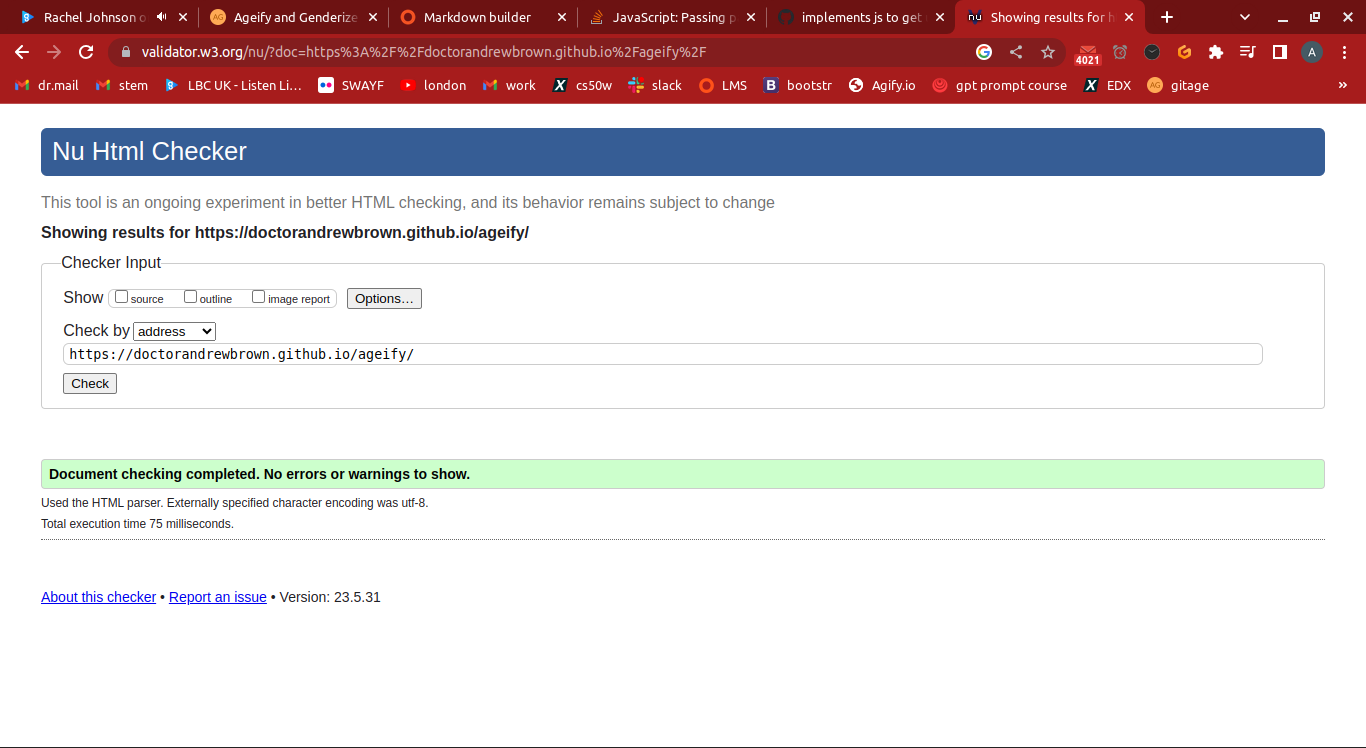 Rachel Johnson o
Ageify and Genderize
Markdown builder
JavaScript: Passing p
implements js to get
Showing results for h
validator.w3.org/nu/?doc=https%3A%2F%2Fdoctorandrewbrown.github.io%2Fageify%2F
4021
A
dr.mail
stem
LBC UK - Listen Li...
SWAYF
london
work
cs50w
slack
LMS
B bootstr
Agify.io
gpt prompt course
EDX
AG gitage
»
Nu Html Checker
This tool is an ongoing experiment in better HTML checking, and its behavior remains subject to change
Showing results for https://doctorandrewbrown.github.io/ageify/
Checker Input
Show source outline image report Options...
Check by address
https://doctorandrewbrown.github.io/ageify/
Check
Document checking completed. No errors or warnings to show.
Used the HTML parser. Externally specified character encoding was utf-8.
Total execution time 75 milliseconds.
About this checker • Report an issue • Version: 23.5.31